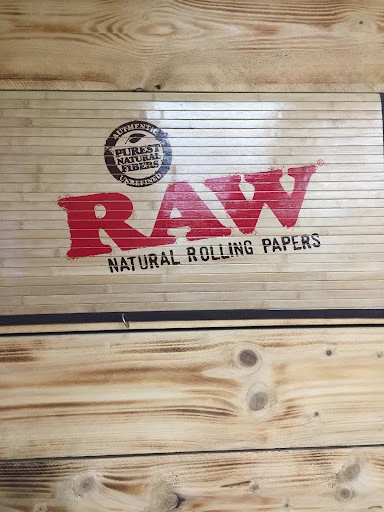 AUTHENTIC
PUREST
NATURAL
FIBERS
UNREFINED
RAW®
NATURAL ROLLING PAPERS